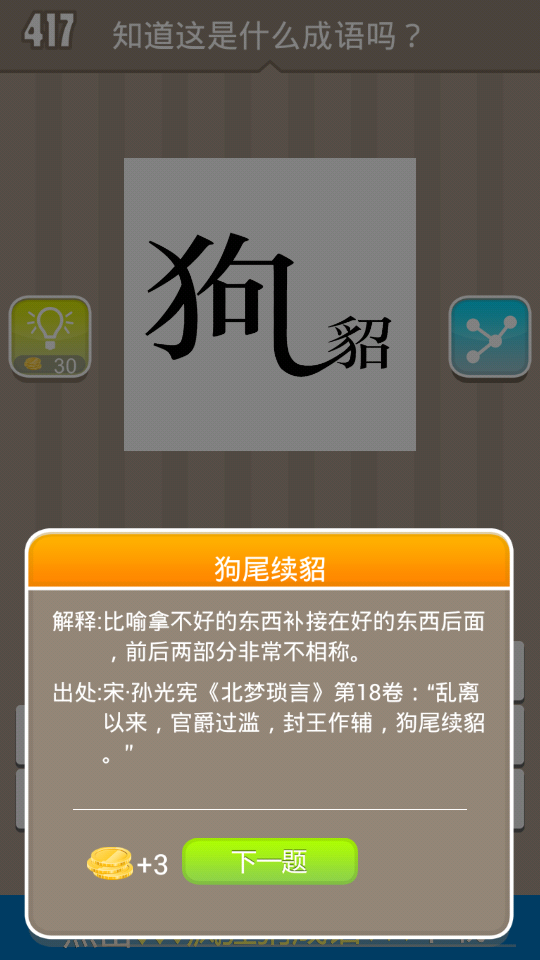 417 知道这是什么成语吗？
狗
貂
30
狗尾续貂
解释:比喻拿不好的东西补接在好的东西后面
，前后两部分非常不相称。
出处:宋·孙光宪《北梦琐言》第18卷：“乱离
以来，官爵过滥，封王作辅，狗尾续貂
。”
+3
下一题